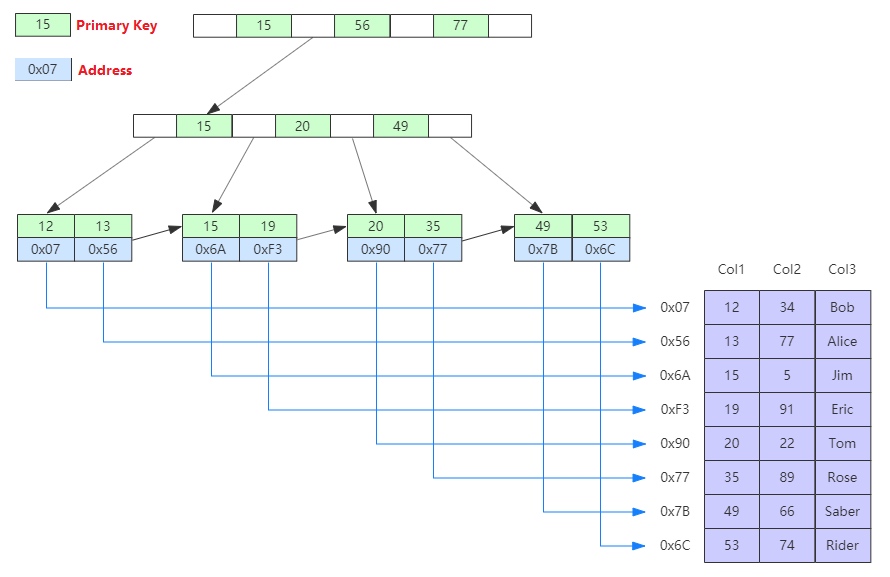 15 Primary Key 15 56 77
0x07 Address
15 20 49
12 13 15 19 20 35 49 53
0x07 0x56 0x6A 0xF3 0x90 0x77 0x7B 0x6C
Col1 Col2 Col3
0x07 12 34 Bob
0x56 13 77 Alice
0x6A 15 5 Jim
0xF3 19 91 Eric
0x90 20 22 Tom
0x77 35 89 Rose
0x7B 49 66 Saber
0x6C 53 74 Rider